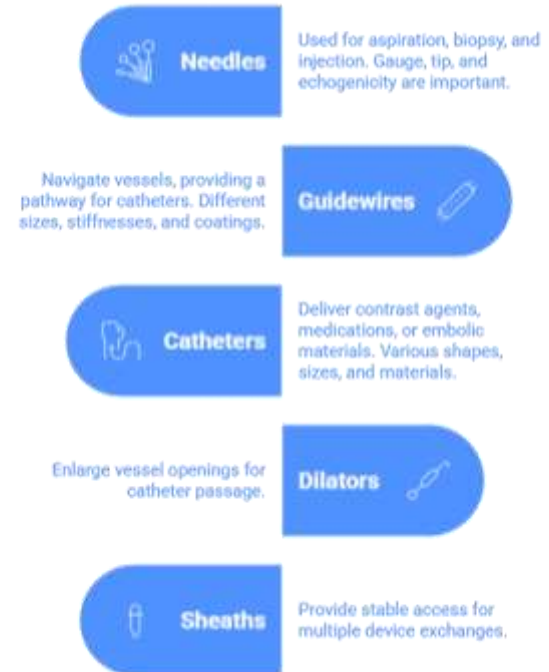 Needles
Used for aspiration, biopsy, and
injection. Gauge, tip, and
echogenicity are important.
Navigate vessels, providing a
pathway for catheters. Different
sizes, stiffnesses, and coatings.
Guidewires
Catheters
Deliver contrast agents,
medications, or embolic
materials. Various shapes,
sizes, and materials.
Enlarge vessel openings for
catheter passage.
Dilators
Sheaths
Provide stable access for
multiple device exchanges.